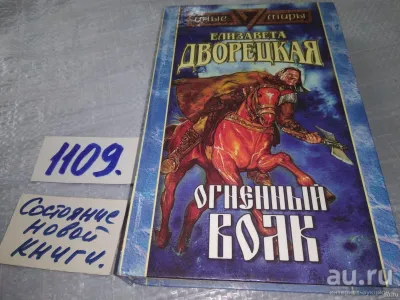 ИНЫЕ МИРЫ
ЕЛИЗАВЕТА
ДВОРЕЦКАЯ
ОГНЕННЫЙ
ВОЛК
1109.
Состояние
новой
книги.
au.ru